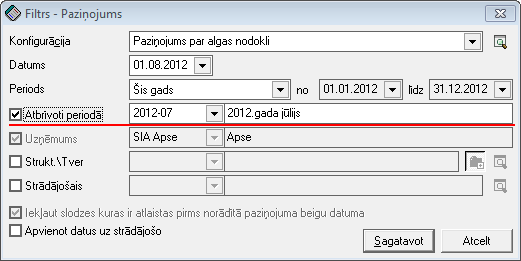 Filtrs - Paziņojums
Konfigurācija Paziņojums par algas nodokli
Datums 01.08.2012
Periods Šis gads no 01.01.2012 līdz 31.12.2012
Atbrīvoti periodā 2012-07 2012.gada jūlijs
Uzņēmums SIA Apse Apse
Strukt.\Tver
Strādājošais
Iekļaut slodzes kuras ir atlaistas pirms norādītā paziņojuma beigu datuma
Apvienot datus uz strādājošo
Sagatavot Atcelt